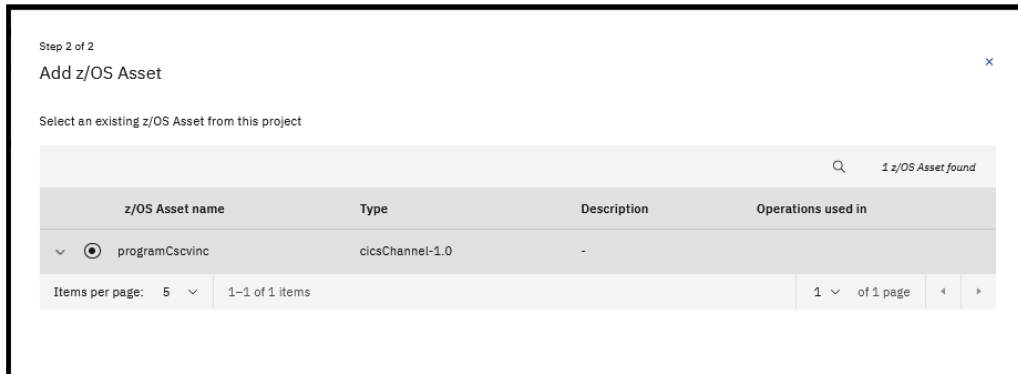 Step 2 of 2
Add z/OS Asset
Select an existing z/OS Asset from this project
1 z/OS Asset found
z/OS Asset name Type Description Operations used in
programCscvinc cicsChannel-1.0 -
Items per page: 5 1–1 of 1 items 1 of 1 page